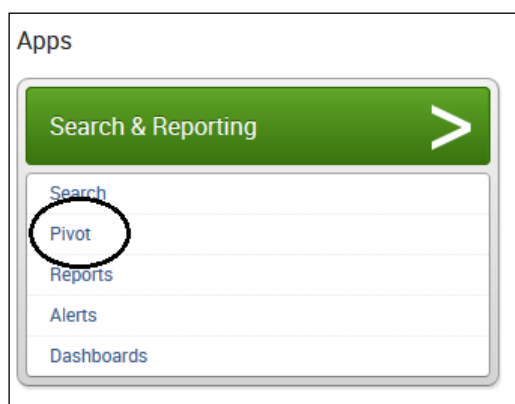 Apps
Search & Reporting >
Search
Pivot
Reports
Alerts
Dashboards